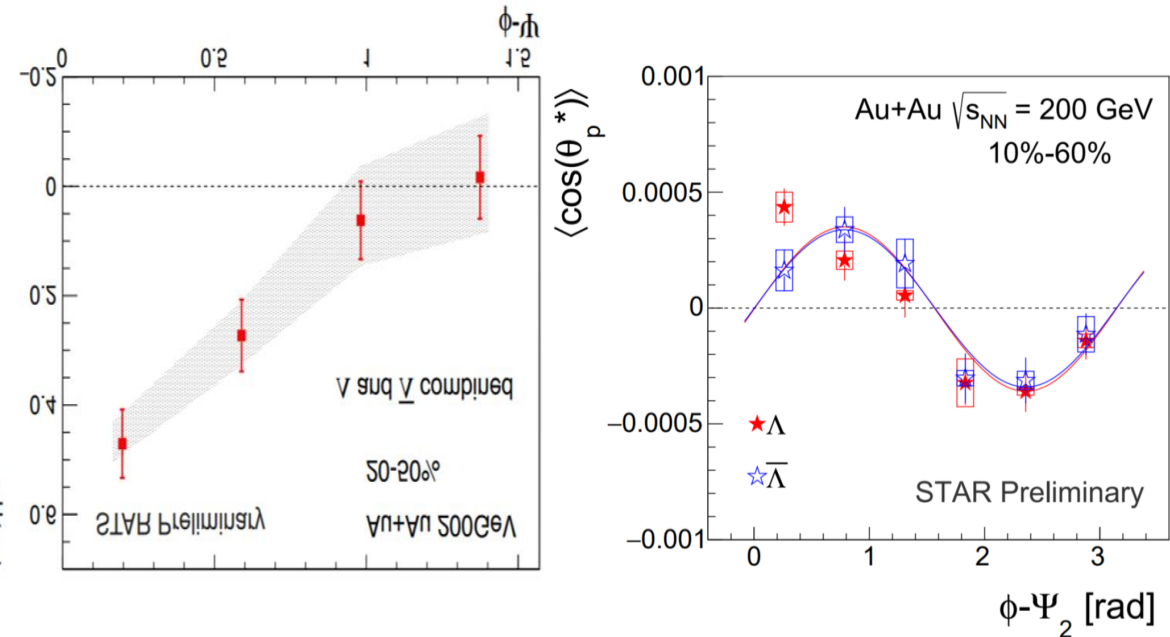 ϕ-Ψ
0 0.5 1 1.5
-0.2
0
0.2
0.4
0.6
Λ and Λ̅ combined
20-50%
STAR Preliminary
Au+Au 200GeV
⟨cos(θp*)⟩
0.001
0.0005
0
−0.0005
−0.001
Au+Au √sNN = 200 GeV
10%-60%
Λ
Λ̅
STAR Preliminary
0 1 2 3
ϕ-Ψ2 [rad]